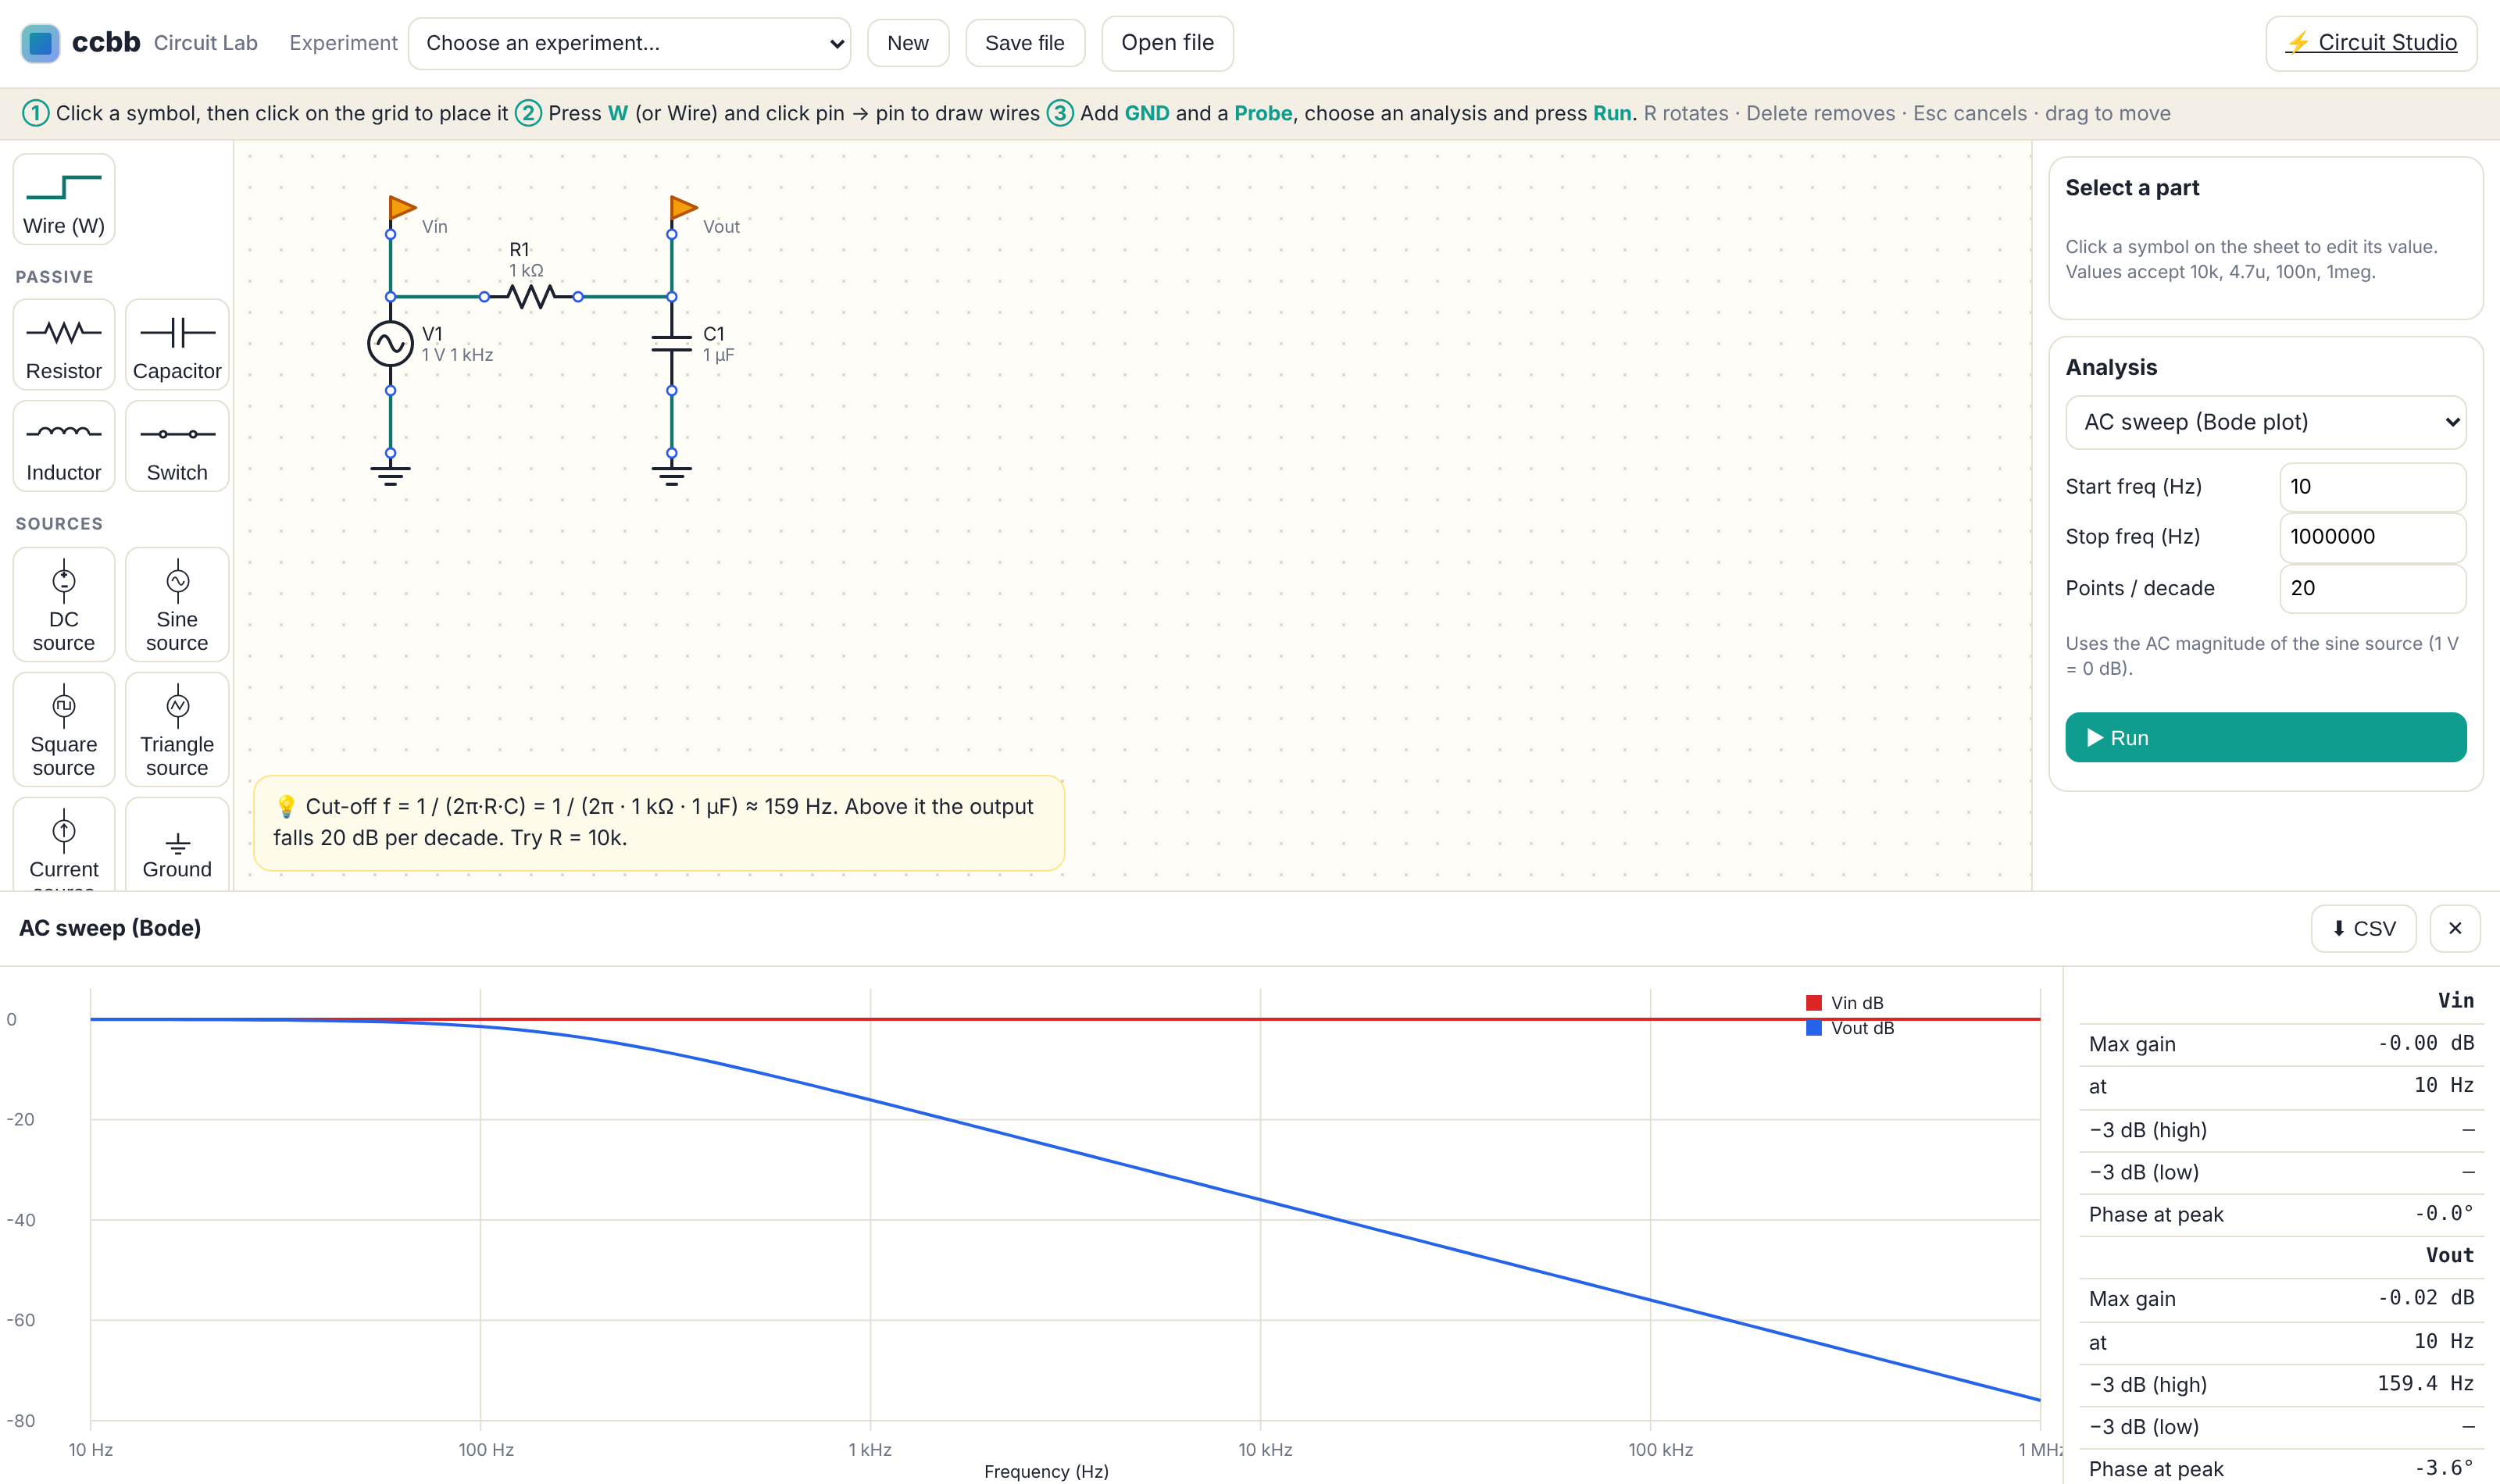 ccbb Circuit Lab Experiment Choose an experiment... New Save file Open file ⚡ Circuit Studio
① Click a symbol, then click on the grid to place it ② Press W (or Wire) and click pin → pin to draw wires ③ Add GND and a Probe, choose an analysis and press Run. R rotates · Delete removes · Esc cancels · drag to move
Wire (W)
PASSIVE
Resistor Capacitor
Inductor Switch
SOURCES
DC source
Sine source
Square source
Triangle source
Current source
Ground
Vin
Vout
R1
1 kΩ
V1
1 V 1 kHz
C1
1 µF
💡 Cut-off f = 1 / (2π·R·C) = 1 / (2π · 1 kΩ · 1 µF) ≈ 159 Hz. Above it the output
falls 20 dB per decade. Try R = 10k.
Select a part
Click a symbol on the sheet to edit its value.
Values accept 10k, 4.7u, 100n, 1meg.
Analysis
AC sweep (Bode plot)
Start freq (Hz) 10
Stop freq (Hz) 1000000
Points / decade 20
Uses the AC magnitude of the sine source (1 V
= 0 dB).
▶ Run
AC sweep (Bode)
⬇ CSV ✕
Vin dB
Vout dB
0
-20
-40
-60
-80
10 Hz 100 Hz 1 kHz 10 kHz 100 kHz 1 MHz
Frequency (Hz)
Vin
Max gain -0.00 dB
at 10 Hz
−3 dB (high) —
−3 dB (low) —
Phase at peak -0.0°
Vout
Max gain -0.02 dB
at 10 Hz
−3 dB (high) 159.4 Hz
−3 dB (low) —
Phase at peak -3.6°